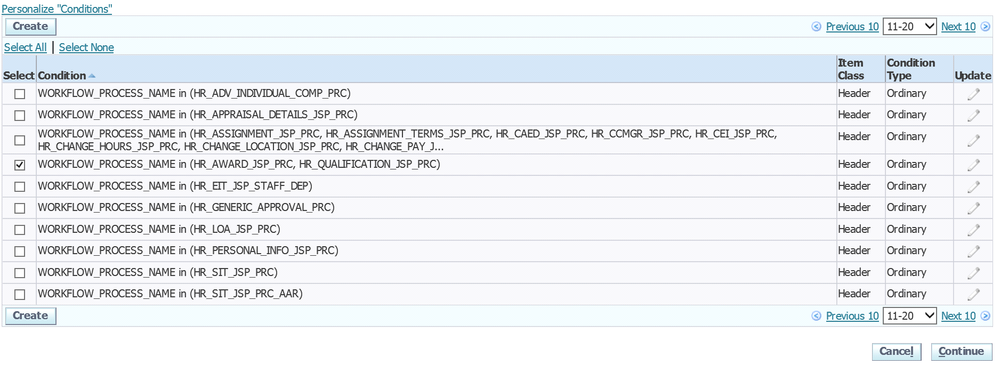 Personalize "Conditions"
Create Previous 10 11-20 Next 10
Select All | Select None
Select Condition Item Class Condition Type Update
WORKFLOW_PROCESS_NAME in (HR_ADV_INDIVIDUAL_COMP_PRC) Header Ordinary
WORKFLOW_PROCESS_NAME in (HR_APPRAISAL_DETAILS_JSP_PRC) Header Ordinary
WORKFLOW_PROCESS_NAME in (HR_ASSIGNMENT_JSP_PRC, HR_ASSIGNMENT_TERMS_JSP_PRC, HR_CAED_JSP_PRC, HR_CCMGR_JSP_PRC, HR_CEI_JSP_PRC, Header Ordinary
HR_CHANGE_HOURS_JSP_PRC, HR_CHANGE_LOCATION_JSP_PRC, HR_CHANGE_PAY_J...
WORKFLOW_PROCESS_NAME in (HR_AWARD_JSP_PRC, HR_QUALIFICATION_JSP_PRC) Header Ordinary
WORKFLOW_PROCESS_NAME in (HR_EIT_JSP_STAFF_DEP) Header Ordinary
WORKFLOW_PROCESS_NAME in (HR_GENERIC_APPROVAL_PRC) Header Ordinary
WORKFLOW_PROCESS_NAME in (HR_LOA_JSP_PRC) Header Ordinary
WORKFLOW_PROCESS_NAME in (HR_PERSONAL_INFO_JSP_PRC) Header Ordinary
WORKFLOW_PROCESS_NAME in (HR_SIT_JSP_PRC) Header Ordinary
WORKFLOW_PROCESS_NAME in (HR_SIT_JSP_PRC_AAR) Header Ordinary
Create Previous 10 11-20 Next 10
Cancel Continue